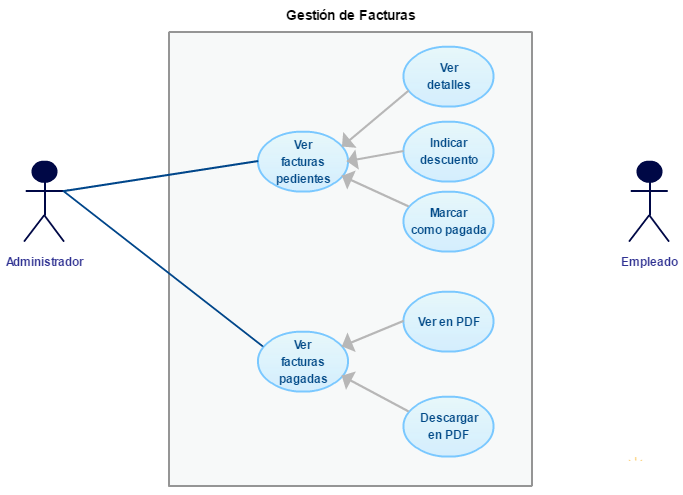 Gestión de Facturas
Ver
detalles
Ver
facturas
pedientes
Indicar
descuento
Marcar
como pagada
Administrador
Empleado
Ver en PDF
Ver
facturas
pagadas
Descargar
en PDF